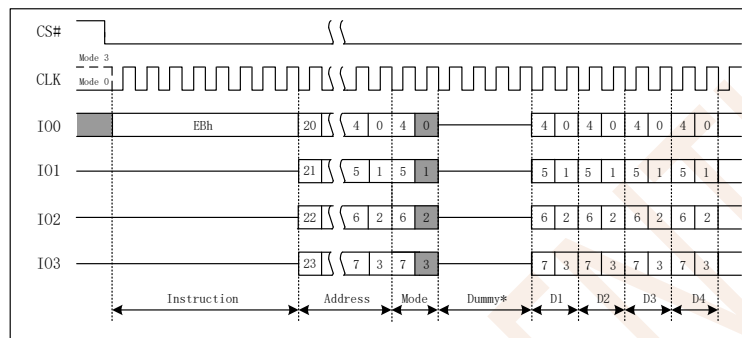 CS#
Mode 3
CLK
Mode 0
IO0 EBh 20 4 0 4 0 4 0 4 0 4 0 4 0
IO1 21 5 1 5 1 5 1 5 1 5 1 5 1
IO2 22 6 2 6 2 6 2 6 2 6 2 6 2
IO3 23 7 3 7 3 7 3 7 3 7 3 7 3
Instruction Address Mode Dummy* D1 D2 D3 D4